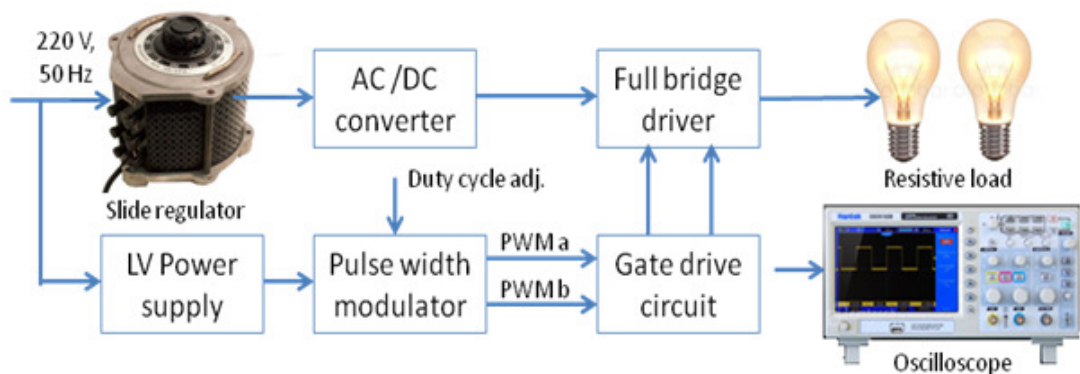 220 V,
50 Hz
AC /DC
converter
Full bridge
driver
Duty cycle adj.
Resistive load
Slide regulator
LV Power
supply
Pulse width
modulator
PWM a
PWM b
Gate drive
circuit
Hantek
Oscilloscope